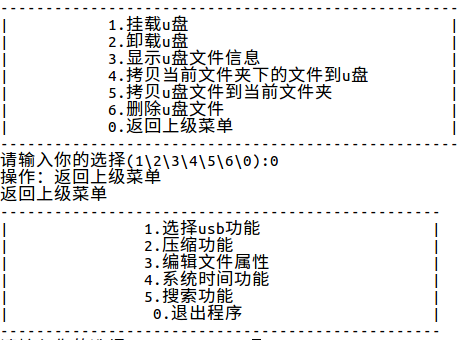 1.挂载u盘
2.卸载u盘
3.显示u盘文件信息
4.拷贝当前文件夹下的文件到u盘
5.拷贝u盘文件到当前文件夹
6.删除u盘文件
0.返回上级菜单
请输入你的选择(1\2\3\4\5\6\0):0
操作: 返回上级菜单
返回上级菜单
1.选择usb功能
2.压缩功能
3.编辑文件属性
4.系统时间功能
5.搜索功能
0.退出程序